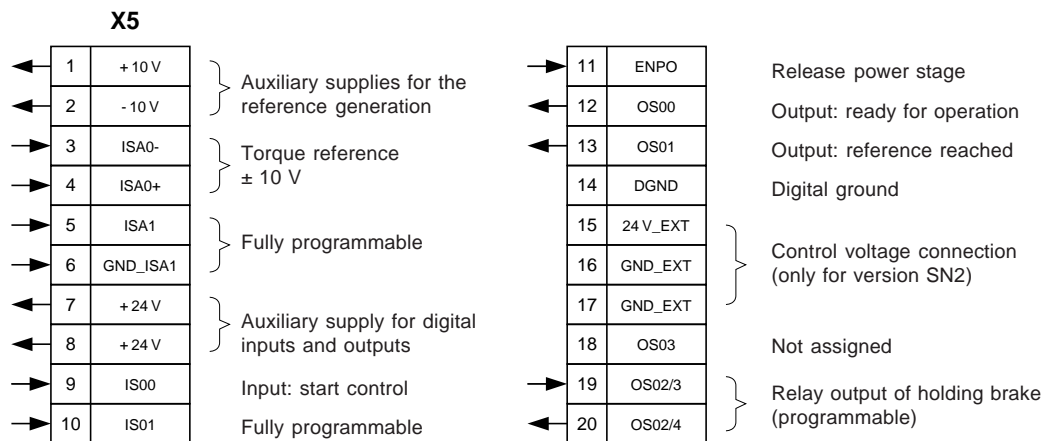 X5
1 +10 V
2 -10 V
Auxiliary supplies for the
reference generation
3 ISA0-
4 ISA0+
Torque reference
± 10 V
5 ISA1
6 GND_ISA1
Fully programmable
7 +24 V
8 +24 V
Auxiliary supply for digital
inputs and outputs
9 IS00 Input: start control
10 IS01 Fully programmable
11 ENPO Release power stage
12 OS00 Output: ready for operation
13 OS01 Output: reference reached
14 DGND Digital ground
15 24 V_EXT
16 GND_EXT
17 GND_EXT
Control voltage connection
(only for version SN2)
18 OS03 Not assigned
19 OS02/3
20 OS02/4
Relay output of holding brake
(programmable)